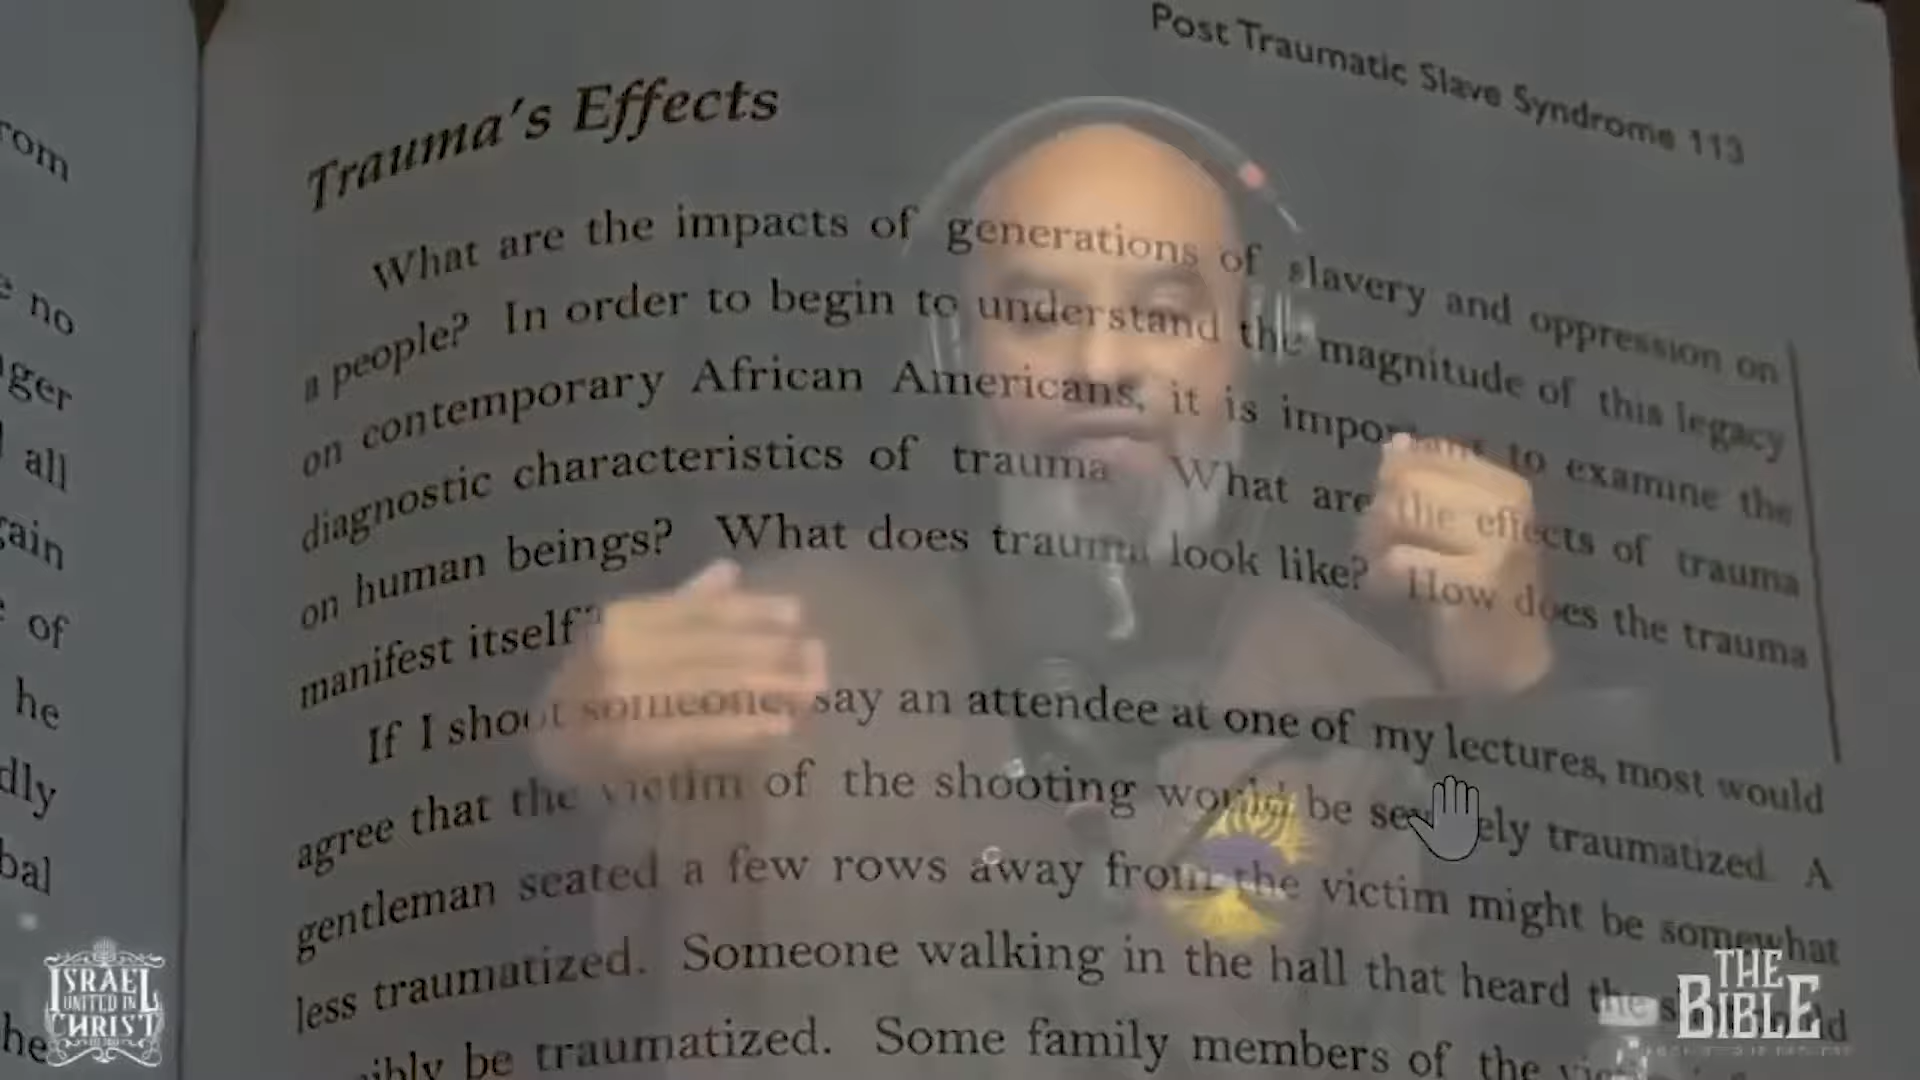 Post Traumatic Slave Syndrome 113
Trauma's Effects
What are the impacts of generations of slavery and oppression on
a people? In order to begin to understand the magnitude of this legacy
on contemporary African Americans, it is important to examine the
diagnostic characteristics of trauma. What are the effects of trauma
on human beings? What does trauma look like? How does the trauma
manifest itself?
If I shoot someone, say an attendee at one of my lectures, most would
agree that the victim of the shooting would be severely traumatized. A
gentleman seated a few rows away from the victim might be somewhat
less traumatized. Someone walking in the hall that heard the
be traumatized. Some family members of the
rom
no
all
of
he
ISRAEL
UNITED IN
CHRIST
THE
BIBLE